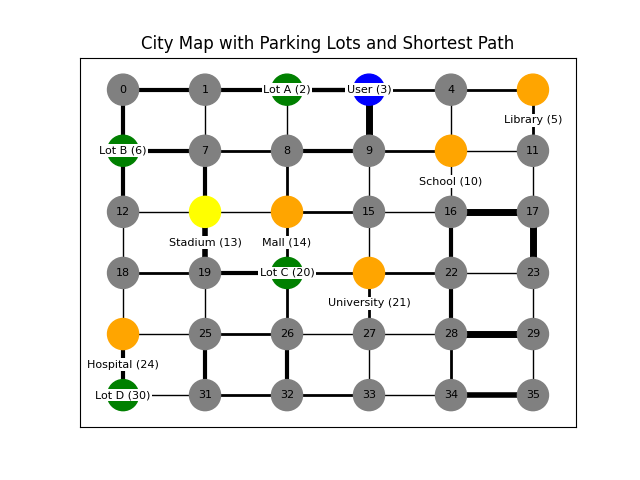 City Map with Parking Lots and Shortest Path
0 1 Lot A (2) User (3) 4
Library (5)
Lot B (6) 7 8 9 11
School (10)
12 15 16 17
Stadium (13) Mall (14)
18 19 Lot C (20) 22 23
University (21)
25 26 27 28 29
Hospital (24)
Lot D (30) 31 32 33 34 35